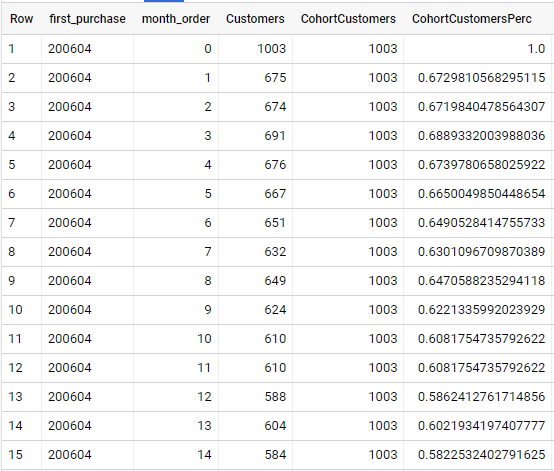 Row first_purchase month_order Customers CohortCustomers CohortCustomersPerc
1 200604 0 1003 1003 1.0
2 200604 1 675 1003 0.6729810568295115
3 200604 2 674 1003 0.6719840478564307
4 200604 3 691 1003 0.6889332003988036
5 200604 4 676 1003 0.6739780658025922
6 200604 5 667 1003 0.6650049850448654
7 200604 6 651 1003 0.6490528414755733
8 200604 7 632 1003 0.6301096709870389
9 200604 8 649 1003 0.6470588235294118
10 200604 9 624 1003 0.6221335992023929
11 200604 10 610 1003 0.6081754735792622
12 200604 11 610 1003 0.6081754735792622
13 200604 12 588 1003 0.5862412761714856
14 200604 13 604 1003 0.6021934197407777
15 200604 14 584 1003 0.5822532402791625